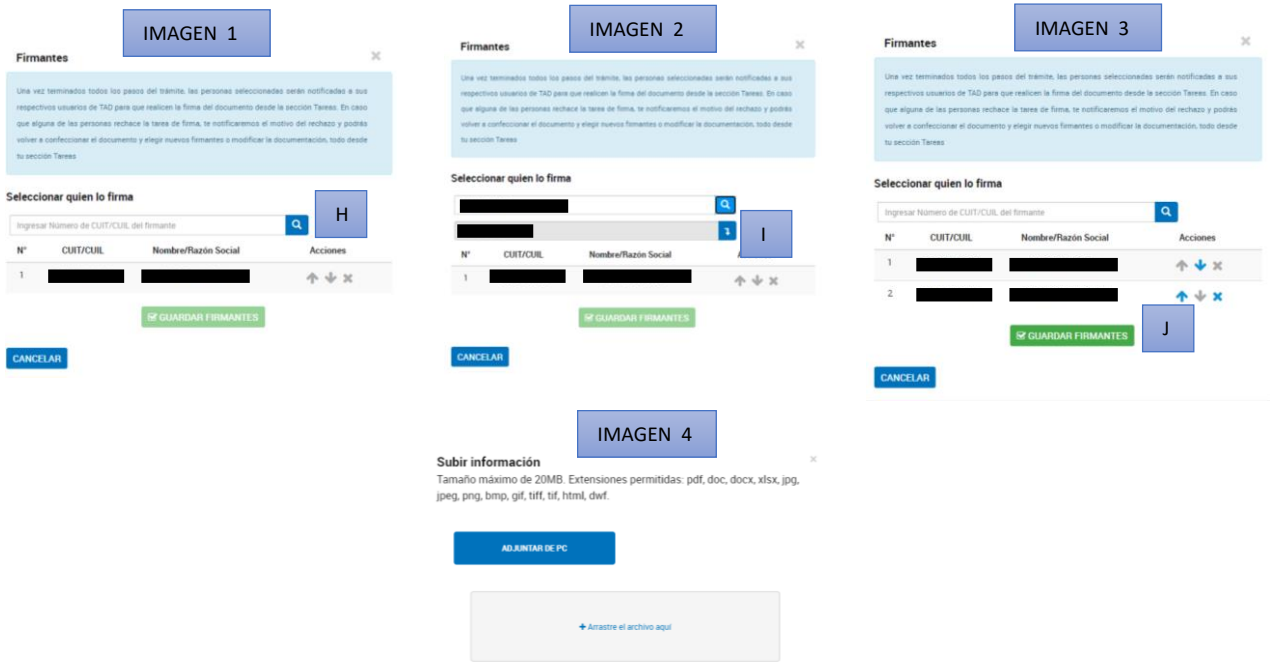 IMAGEN 1
Firmantes
Una vez terminados todos los pasos del trámite, las personas seleccionadas serán notificadas a sus
respectivos usuarios de TAD para que realicen la firma del documento desde la sección Tareas. En caso
que alguna de las personas rechace la tarea de firma, te notificaremos el motivo del rechazo y podrás
volver a confeccionar el documento y elegir nuevos firmantes o modificar la documentación, todo desde
tu sección Tareas
Seleccionar quien lo firma
H
Ingresar Número de CUIT/CUIL del firmante
N° CUIT/CUIL Nombre/Razón Social Acciones
1
GUARDAR FIRMANTES
CANCELAR
IMAGEN 2
Firmantes
Una vez terminados todos los pasos del trámite, las personas seleccionadas serán notificadas a sus
respectivos usuarios de TAD para que realicen la firma del documento desde la sección Tareas. En caso
que alguna de las personas rechace la tarea de firma, te notificaremos el motivo del rechazo y podrás
volver a confeccionar el documento y elegir nuevos firmantes o modificar la documentación, todo desde
tu sección Tareas
Seleccionar quien lo firma
I
N° CUIT/CUIL Nombre/Razón Social
1
GUARDAR FIRMANTES
CANCELAR
IMAGEN 3
Firmantes
Una vez terminados todos los pasos del trámite, las personas seleccionadas serán notificadas a sus
respectivos usuarios de TAD para que realicen la firma del documento desde la sección Tareas. En caso
que alguna de las personas rechace la tarea de firma, te notificaremos el motivo del rechazo y podrás
volver a confeccionar el documento y elegir nuevos firmantes o modificar la documentación, todo desde
tu sección Tareas
Seleccionar quien lo firma
Ingresar Número de CUIT/CUIL del firmante
N° CUIT/CUIL Nombre/Razón Social Acciones
1
2
GUARDAR FIRMANTES
J
CANCELAR
IMAGEN 4
Subir información
Tamaño máximo de 20MB. Extensiones permitidas: pdf, doc, docx, xlsx, jpg,
jpeg, png, bmp, gif, tiff, tif, html, dwf.
ADJUNTAR DE PC
+ Arrastre el archivo aquí